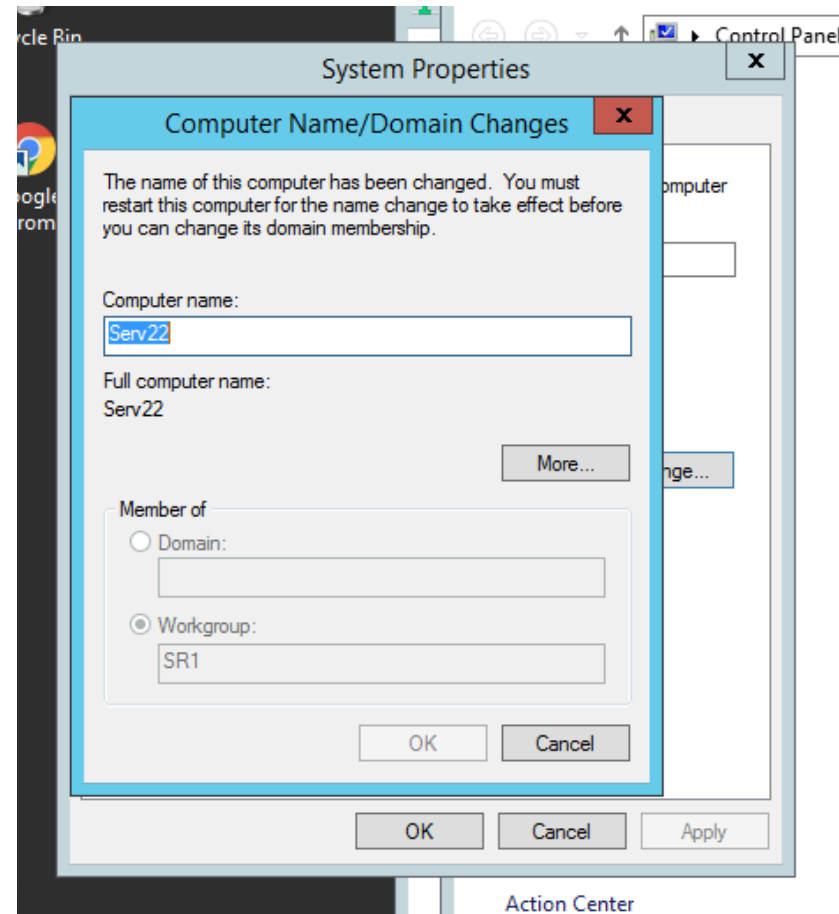 cycle Bin
Control Panel
System Properties
x
Computer Name/Domain Changes
x
oogle
rom
omputer
The name of this computer has been changed. You must
restart this computer for the name change to take effect before
you can change its domain membership.
Computer name:
Serv22
Full computer name:
Serv22
More...
nge...
Member of
Domain:
Workgroup:
SR1
OK
Cancel
OK
Cancel
Apply
Action Center